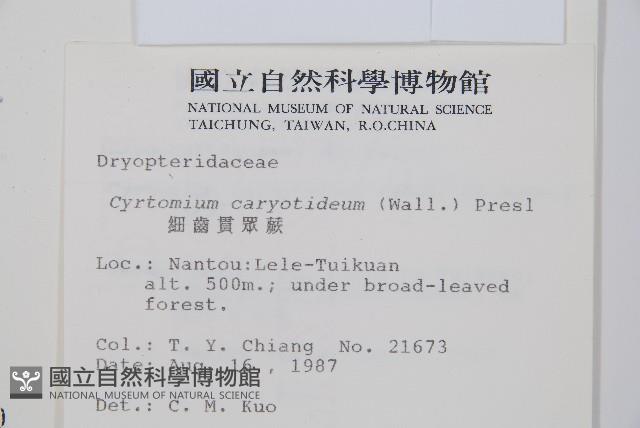 國立自然科學博物館
NATIONAL MUSEUM OF NATURAL SCIENCE
TAICHUNG, TAIWAN, R.O.CHINA
Dryopteridaceae
Cyrtomium caryotideum (Wall.) Presl
細齒貫眾蕨
Loc.: Nantou:Lele-Tuikuan
alt. 500m.; under broad-leaved
forest.
Col.: T. Y. Chiang No. 21673
Date: Aug. 16 , 1987
國立自然科學博物館
NATIONAL MUSEUM OF NATURAL SCIENCE
Det.: C. M. Kuo